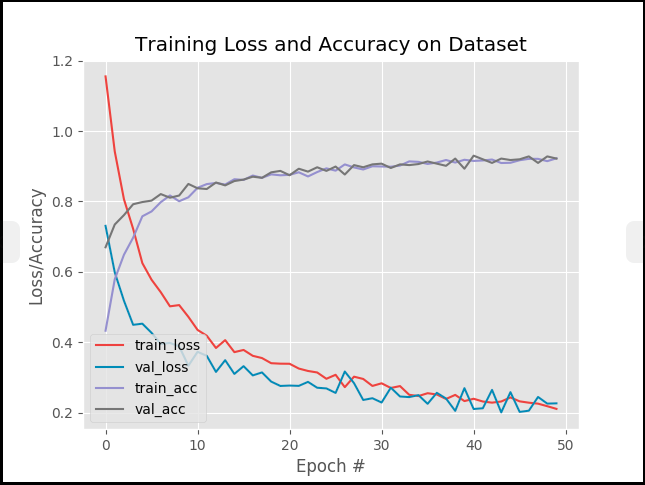 Training Loss and Accuracy on Dataset
Loss/Accuracy
1.2
1.0
0.8
0.6
0.4
0.2
train_loss
val_loss
train_acc
val_acc
0
10
20
30
40
50
Epoch #